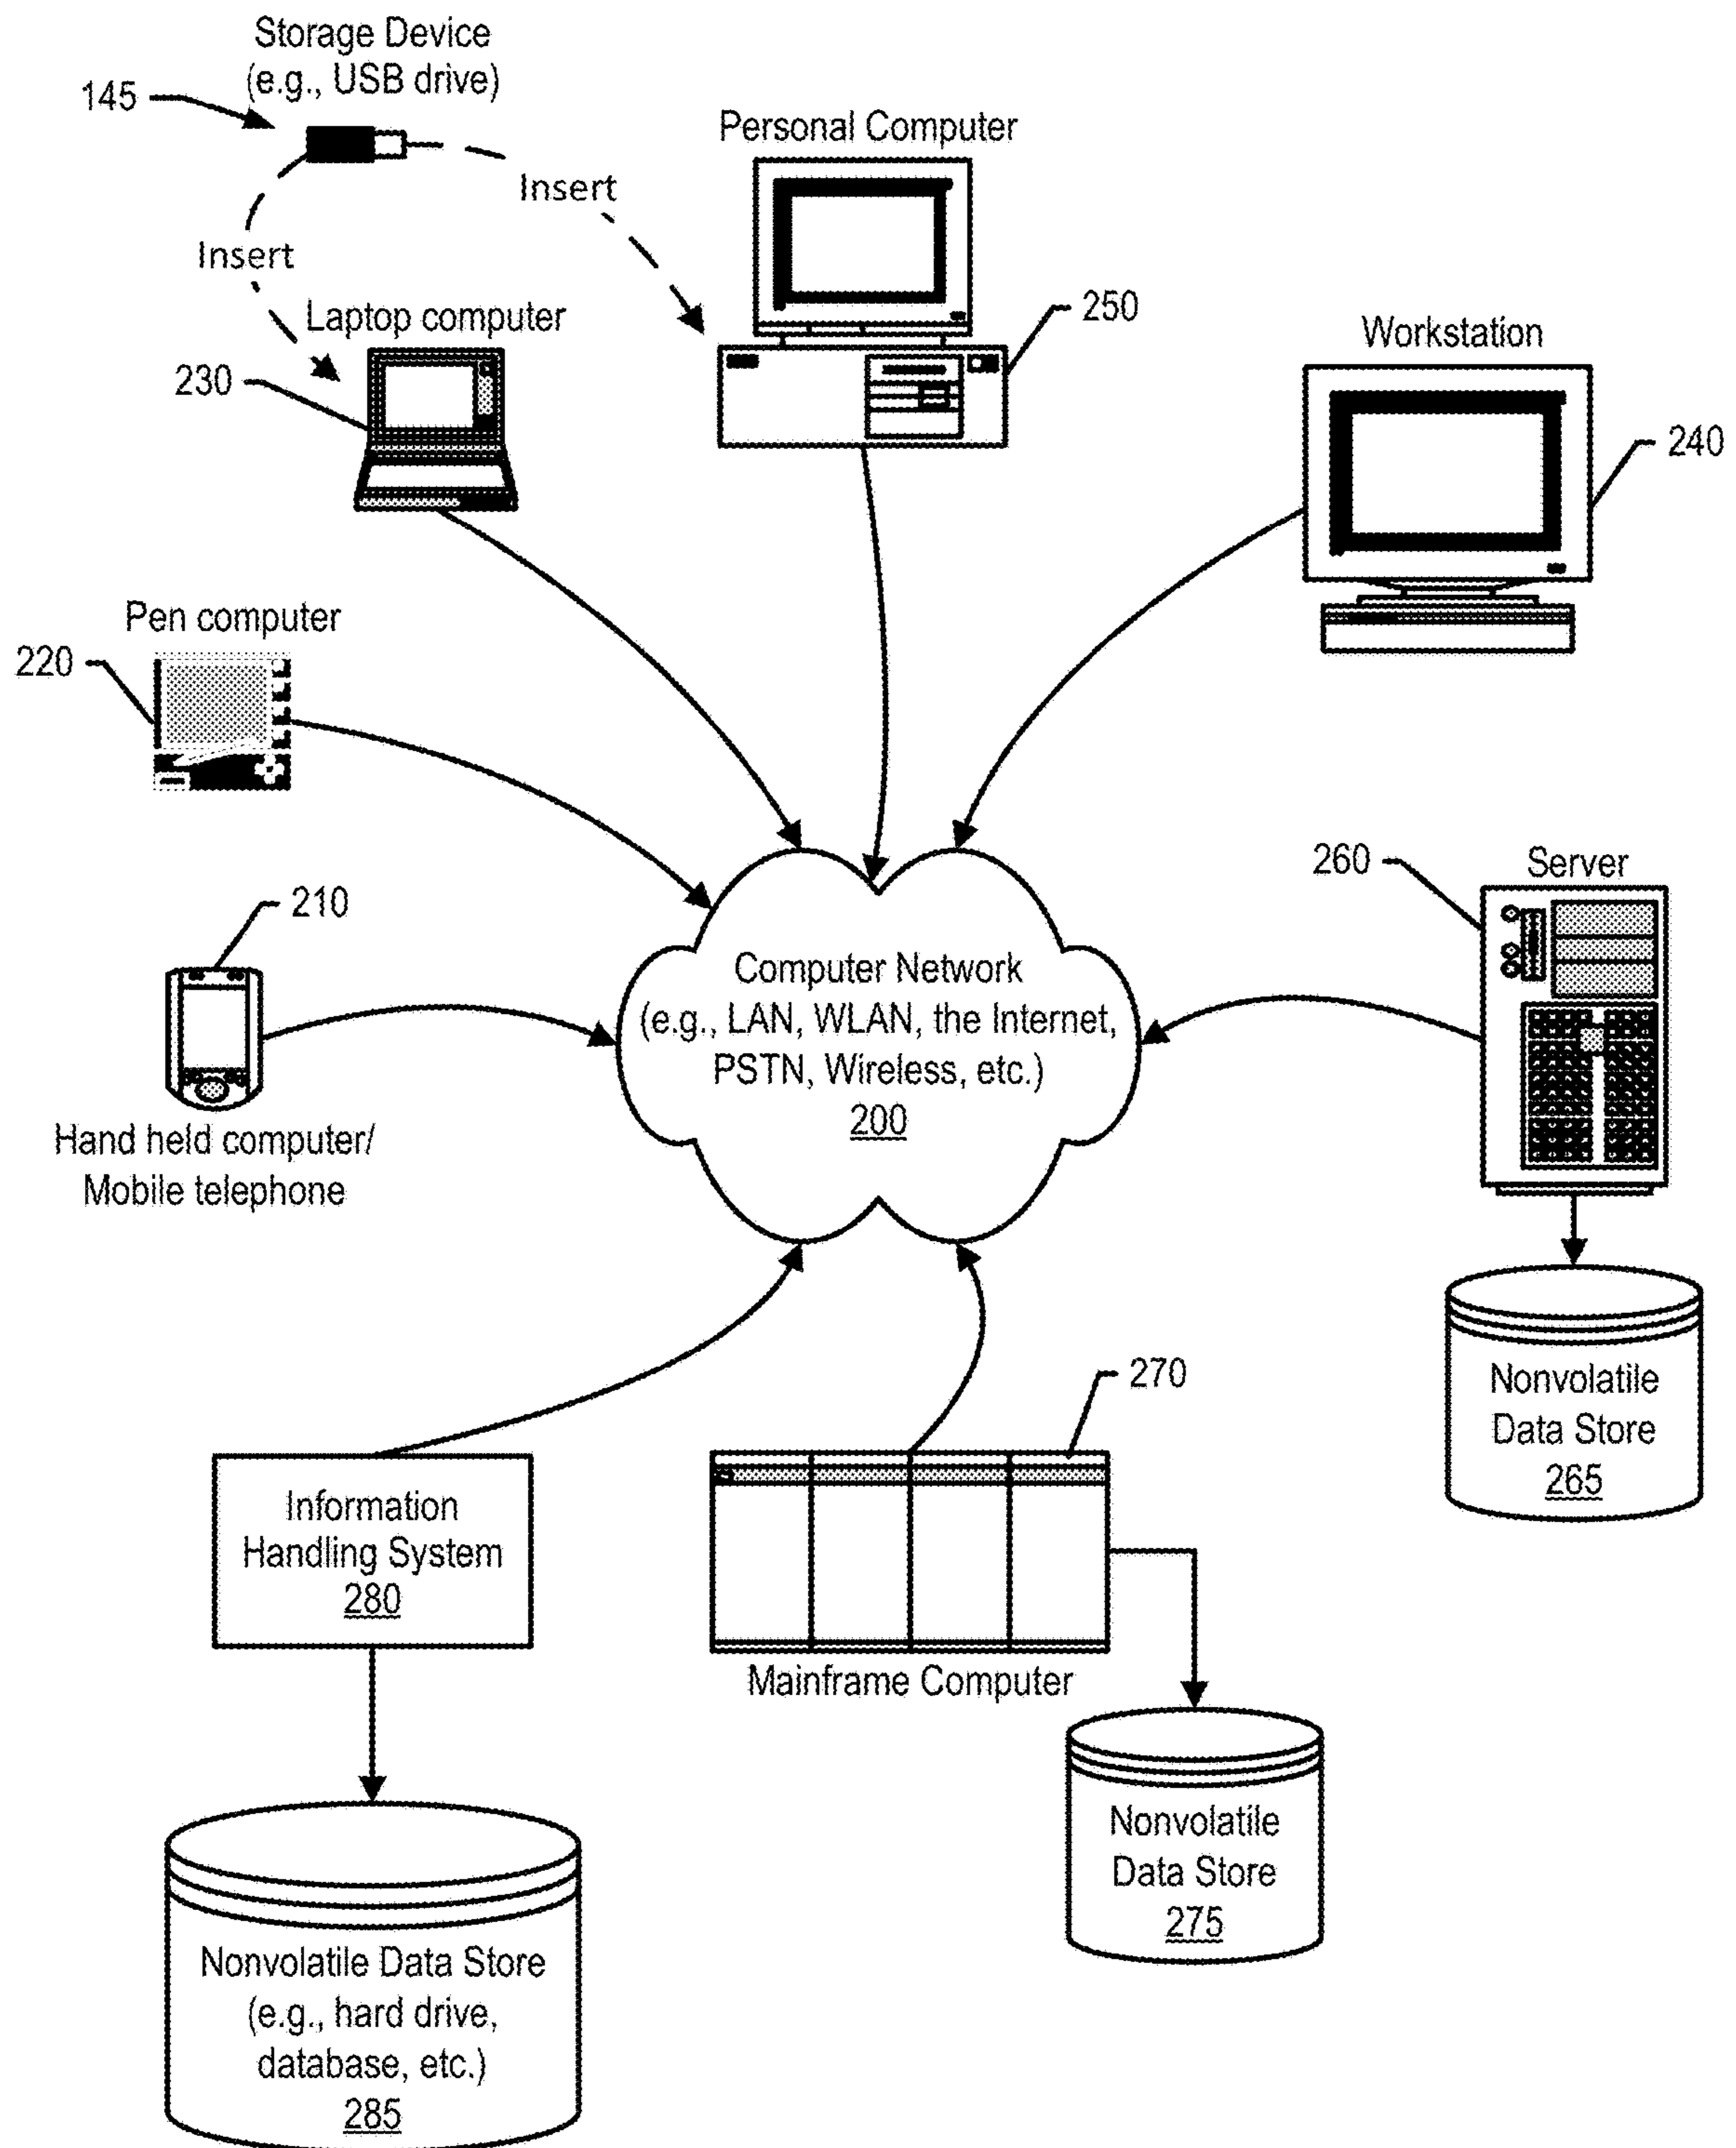 Storage Device
(e.g., USB drive)
145
Personal Computer
Insert
Insert
Laptop computer
230
250
Workstation
240
Pen computer
220
260
Server
210
Computer Network
(e.g., LAN, WLAN, the Internet,
PSTN, Wireless, etc.)
200
Hand held computer/
Mobile telephone
270
Nonvolatile
Data Store
265
Information
Handling System
280
Mainframe Computer
Nonvolatile
Data Store
275
Nonvolatile Data Store
(e.g., hard drive,
database, etc.)
285